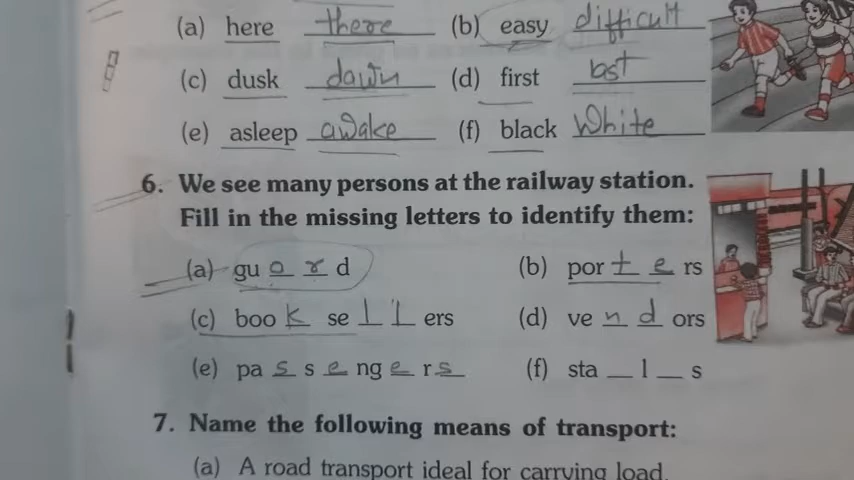 (a) here there (b) easy difficult
(c) dusk dawn (d) first last
(e) asleep awake (f) black White
6. We see many persons at the railway station.
Fill in the missing letters to identify them:
(a) gu a r d (b) por t e rs
(c) boo k se l l ers (d) ve n d ors
(e) pa s s e ng e r s (f) sta _ l _ s
7. Name the following means of transport:
(a) A road transport ideal for carrying load.